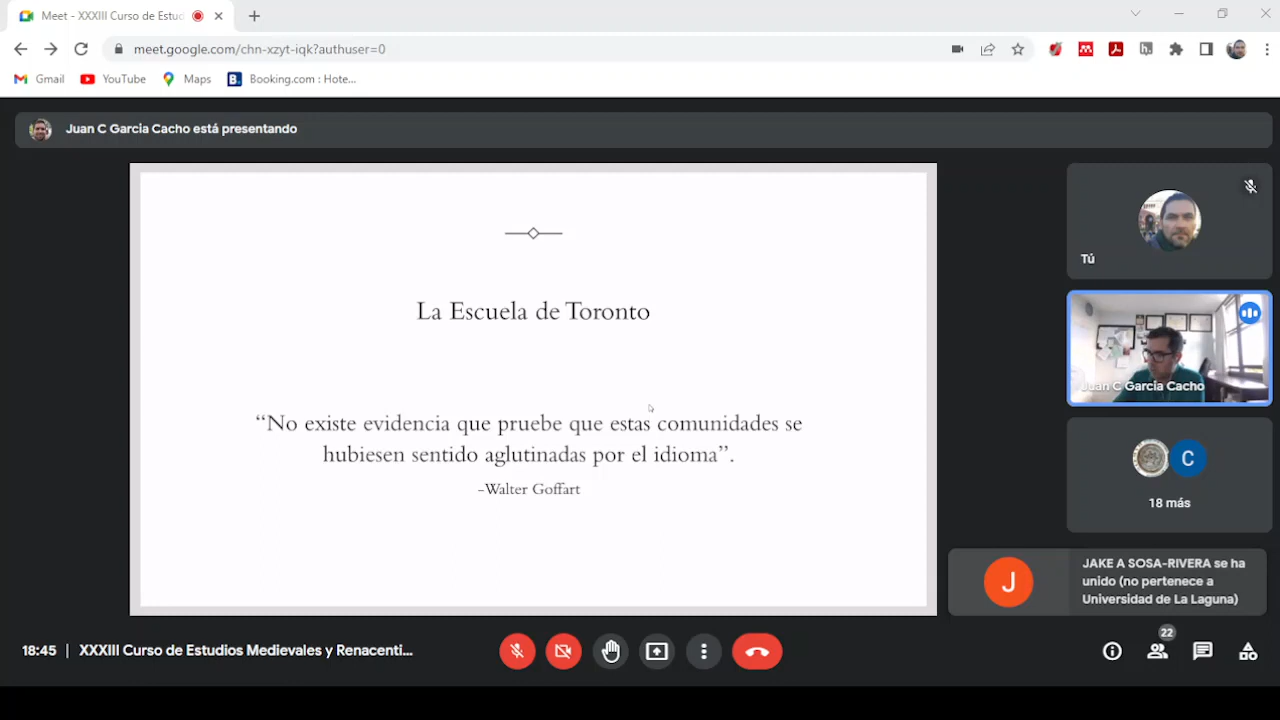 Meet - XXXIII Curso de Estud
meet.google.com/chn-xzyt-iqk?authuser=0
Gmail
YouTube
Maps
B.
Booking.com : Hote...
Juan C Garcia Cacho está presentando
La Escuela de Toronto
“No existe evidencia que pruebe que estas comunidades se
hubiesen sentido aglutinadas por el idioma”.
–Walter Goffart
Tú
Juan C Garcia Cacho
C
18 más
J
JAKE A SOSA-RIVERA se ha
unido (no pertenece a
Universidad de La Laguna)
18:45 | XXXIII Curso de Estudios Medievales y Renacenti...
22